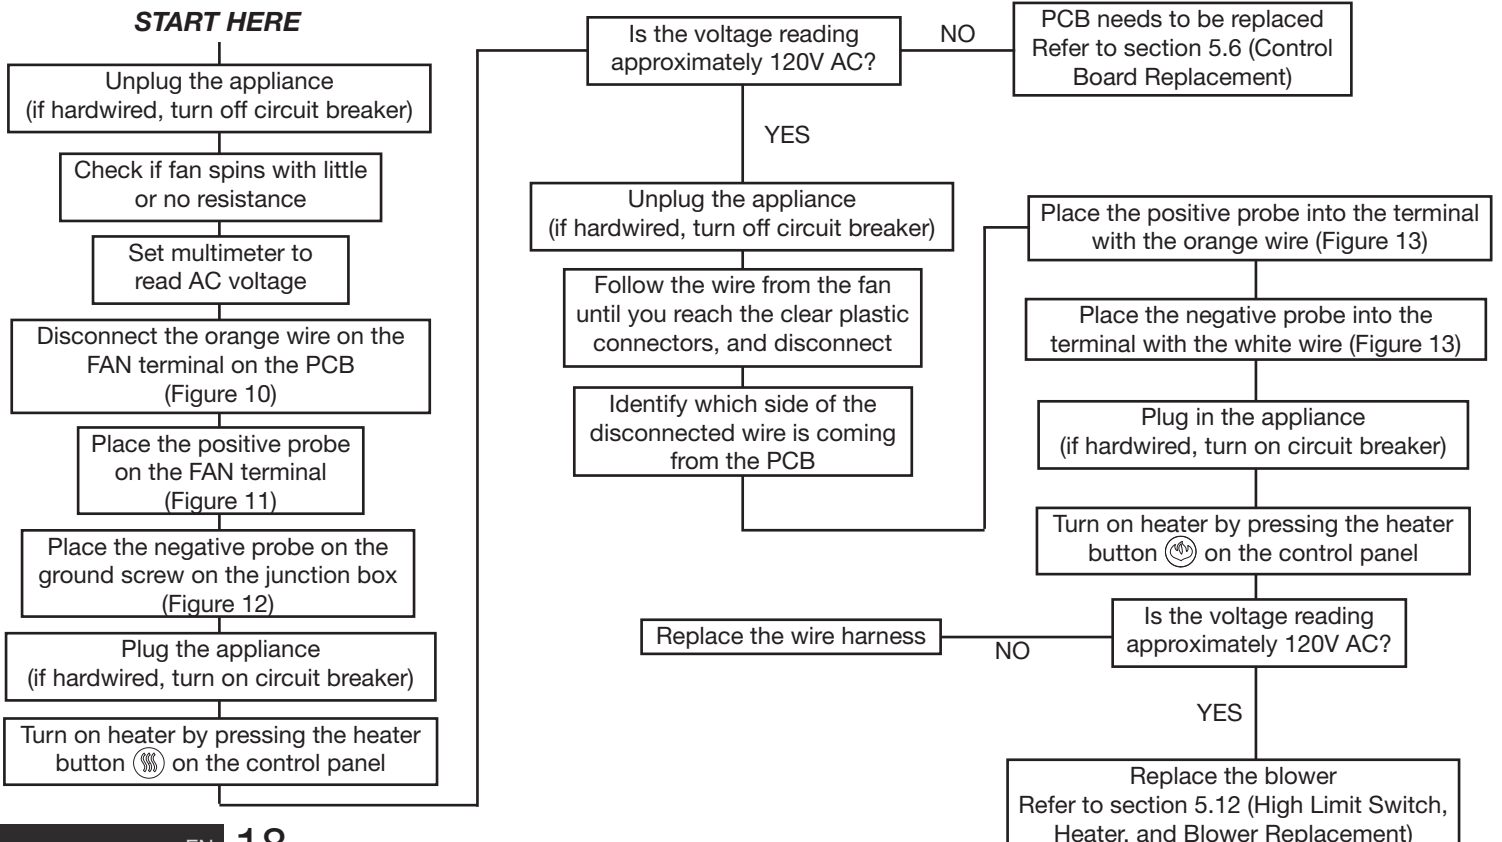 START HERE
Unplug the appliance
(if hardwired, turn off circuit breaker)
Check if fan spins with little
or no resistance
Set multimeter to
read AC voltage
Disconnect the orange wire on the
FAN terminal on the PCB
(Figure 10)
Place the positive probe
on the FAN terminal
(Figure 11)
Place the negative probe on the
ground screw on the junction box
(Figure 12)
Plug the appliance
(if hardwired, turn on circuit breaker)
Turn on heater by pressing the heater
button on the control panel
Is the voltage reading
approximately 120V AC?
NO
PCB needs to be replaced
Refer to section 5.6 (Control
Board Replacement)
YES
Unplug the appliance
(if hardwired, turn off circuit breaker)
Follow the wire from the fan
until you reach the clear plastic
connectors, and disconnect
Identify which side of the
disconnected wire is coming
from the PCB
Place the positive probe into the terminal
with the orange wire (Figure 13)
Place the negative probe into the
terminal with the white wire (Figure 13)
Plug in the appliance
(if hardwired, turn on circuit breaker)
Turn on heater by pressing the heater
button on the control panel
Is the voltage reading
approximately 120V AC?
NO
Replace the wire harness
YES
Replace the blower
Refer to section 5.12 (High Limit Switch,
Heater, and Blower Replacement)
EN 18